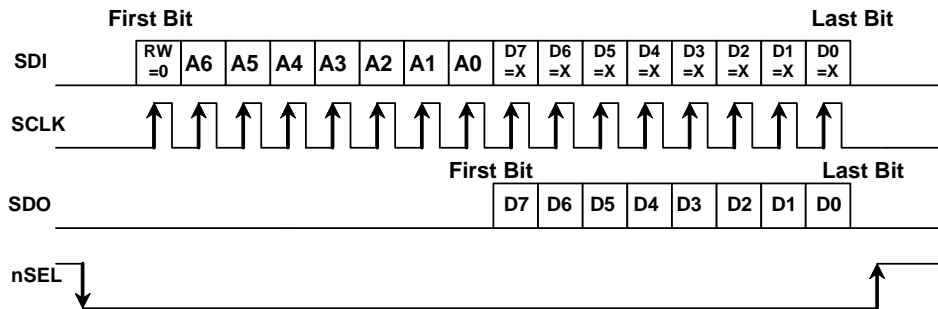 First Bit Last Bit
SDI RW =0 A6 A5 A4 A3 A2 A1 A0 D7 =X D6 =X D5 =X D4 =X D3 =X D2 =X D1 =X D0 =X
SCLK
First Bit Last Bit
SDO D7 D6 D5 D4 D3 D2 D1 D0
nSEL